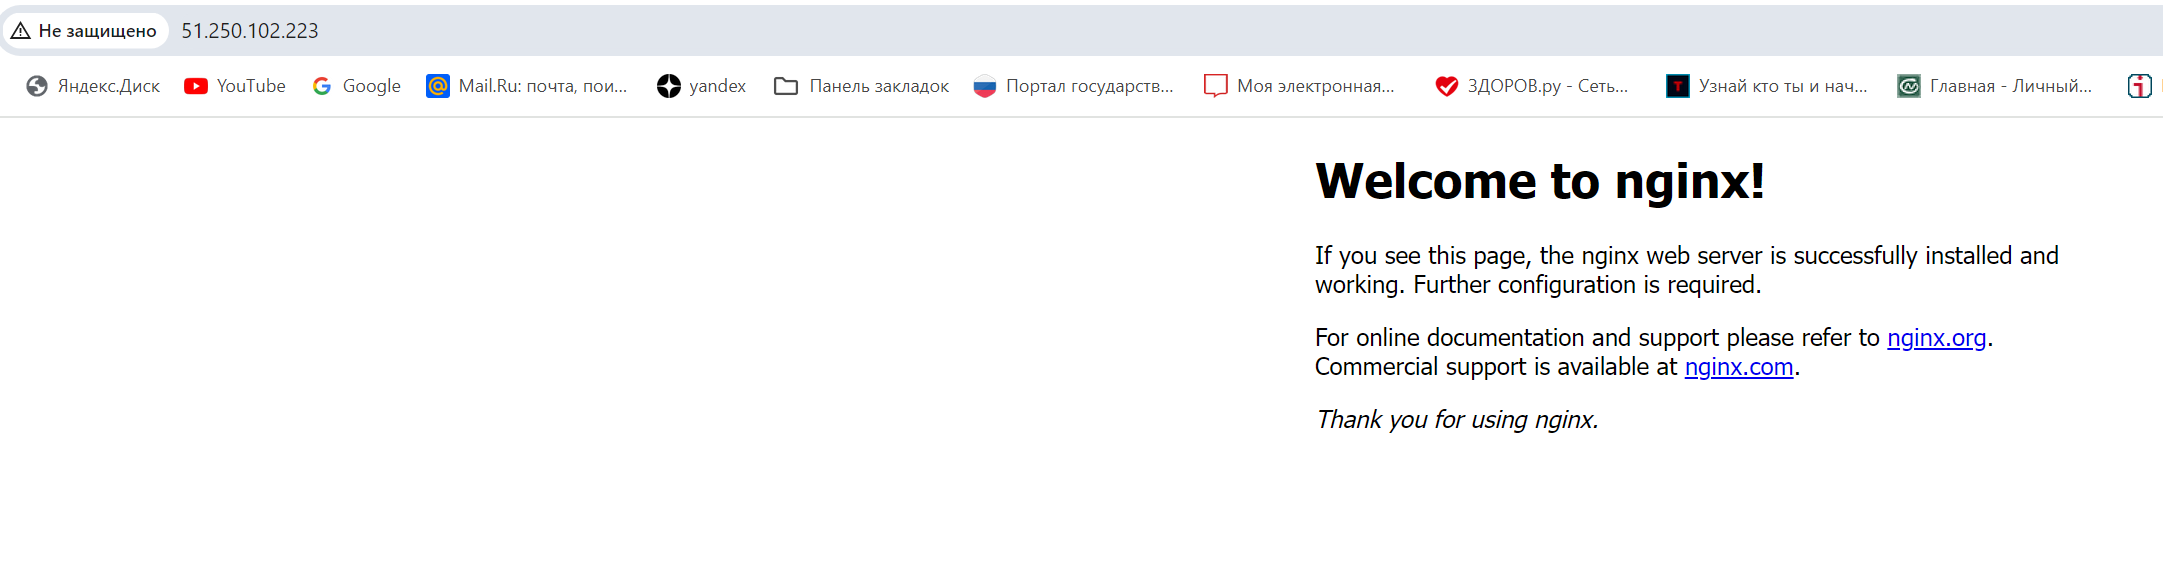 Не защищено 51.250.102.223
Яндекс.Диск YouTube Google Mail.Ru: почта, пои... yandex Панель закладок Портал государств... Моя электронная... ЗДОРОВ.ру - Сеть... Узнай кто ты и нач... Главная - Личный...
Welcome to nginx!
If you see this page, the nginx web server is successfully installed and
working. Further configuration is required.
For online documentation and support please refer to nginx.org.
Commercial support is available at nginx.com.
Thank you for using nginx.